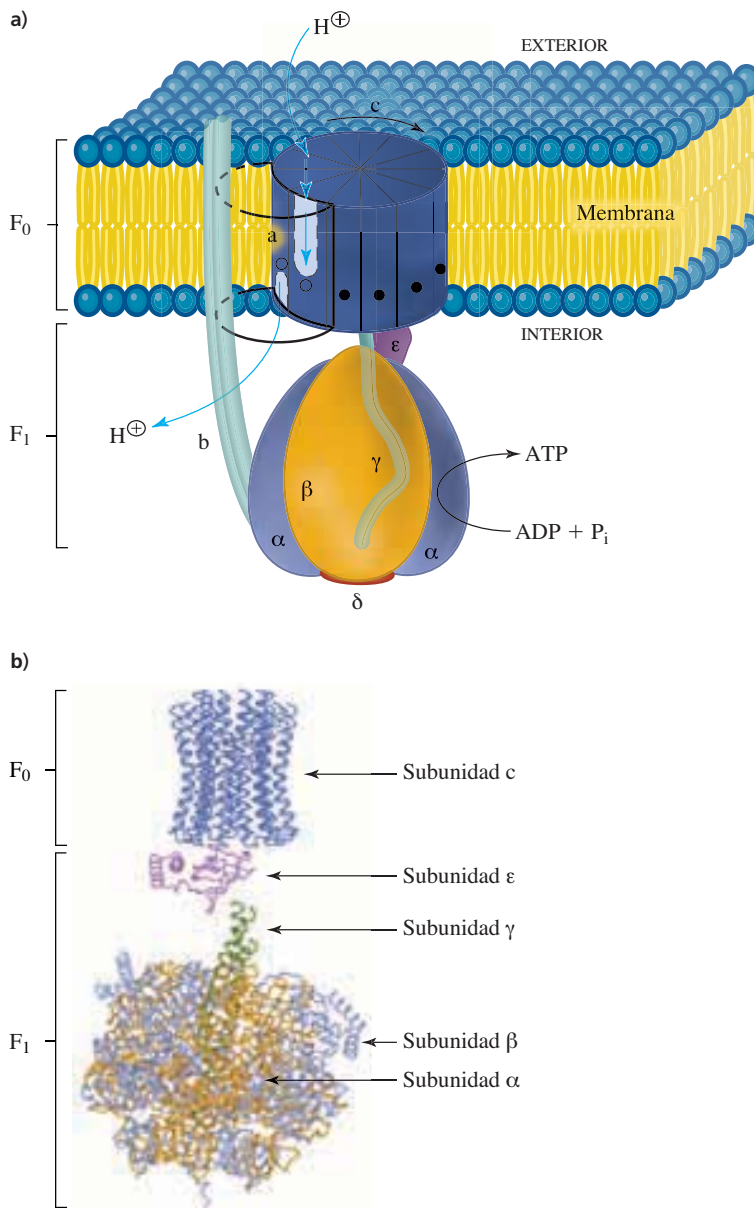 a)
H⊕
EXTERIOR
c
F₀
Membrana
a
INTERIOR
ε
F₁
H⊕
b
γ
ATP
β
ADP + Pᵢ
α
α
δ
b)
F₀
Subunidad c
Subunidad ε
Subunidad γ
F₁
Subunidad β
Subunidad α